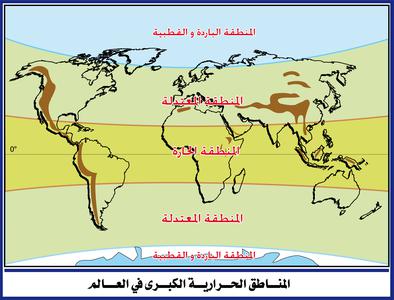 المنطقة الباردة و القطبية
المنطقة المعتدلة
0°
المنطقة الحارة
المنطقة المعتدلة
المنطقة الباردة و القطبية
المناطق الحرارية الكبرى في العالم